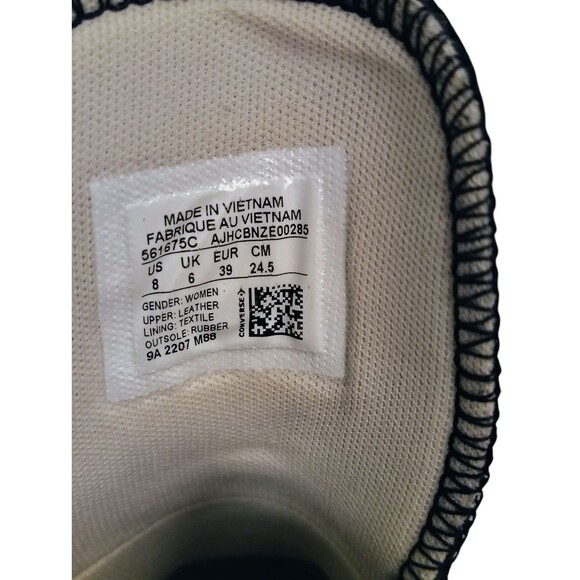 MADE IN VIETNAM
FABRIQUE AU VIETNAM
561675C AJHCBNZE00285
US UK EUR CM
8 6 39 24.5
GENDER: WOMEN
UPPER: LEATHER
LINING: TEXTILE
OUTSOLE: RUBBER
9A 2207 M88
CONVERSE